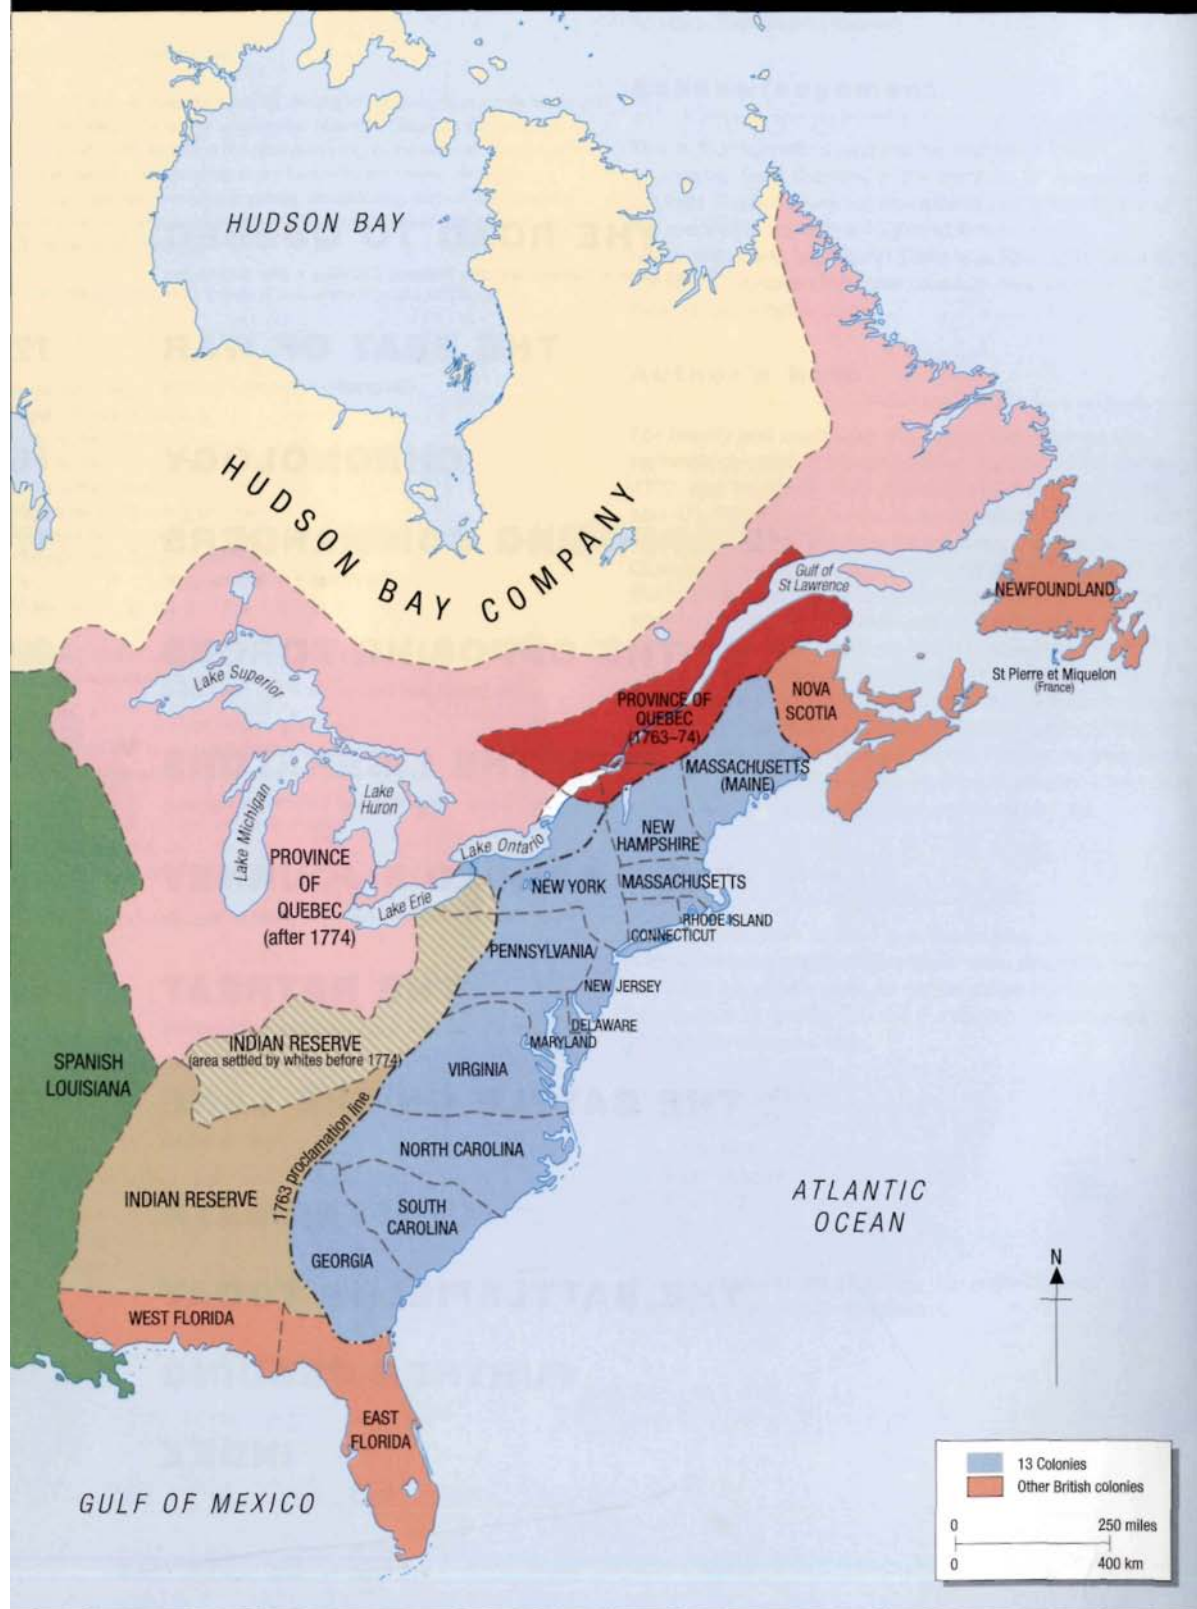 HUDSON BAY
HUDSON BAY COMPANY
Gulf of
St Lawrence
NEWFOUNDLAND
St Pierre et Miquelon
(France)
Lake Superior
PROVINCE OF
QUEBEC
(1763–74)
NOVA
SCOTIA
MASSACHUSETTS
(MAINE)
Lake Michigan
Lake
Huron
Lake Ontario
NEW
HAMPSHIRE
PROVINCE
OF
QUEBEC
(after 1774)
Lake Erie
NEW YORK
MASSACHUSETTS
RHODE ISLAND
CONNECTICUT
PENNSYLVANIA
NEW JERSEY
DELAWARE
MARYLAND
INDIAN RESERVE
(area settled by whites before 1774)
SPANISH
LOUISIANA
VIRGINIA
1763 proclamation line
NORTH CAROLINA
INDIAN RESERVE
SOUTH
CAROLINA
GEORGIA
ATLANTIC
OCEAN
N
WEST FLORIDA
EAST
FLORIDA
GULF OF MEXICO
13 Colonies
Other British colonies
0 250 miles
0 400 km